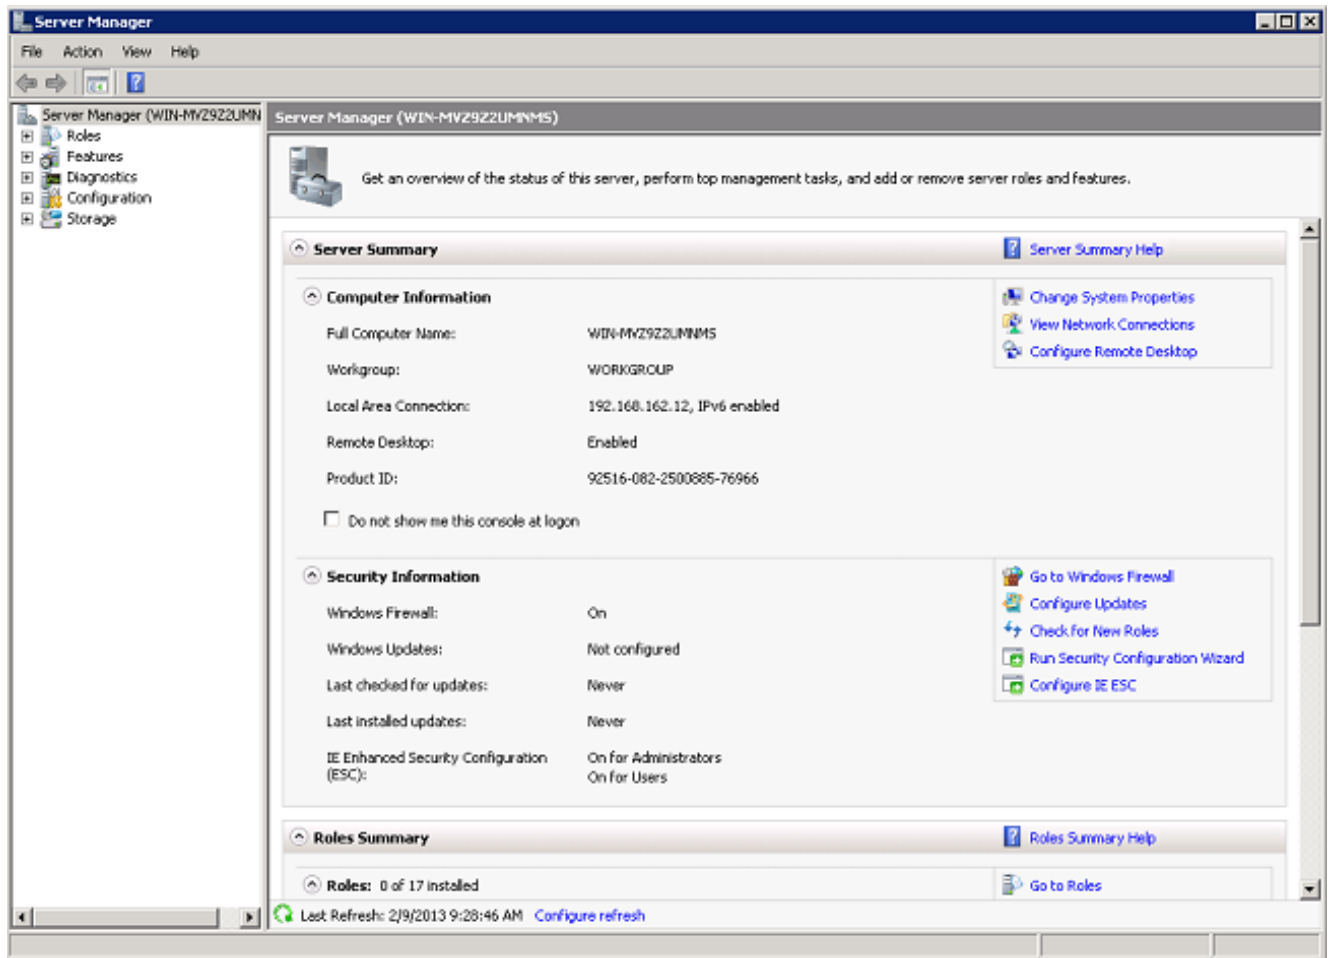 Server Manager
File Action View Help
Server Manager (WIN-MVZ9Z2UMN
Roles
Features
Diagnostics
Configuration
Storage
Server Manager (WIN-MVZ9Z2UMNMS)
Get an overview of the status of this server, perform top management tasks, and add or remove server roles and features.
Server Summary
Server Summary Help
Computer Information
Change System Properties
View Network Connections
Configure Remote Desktop
Full Computer Name: WIN-MVZ9Z2UMNMS
Workgroup: WORKGROUP
Local Area Connection: 192.168.162.12, IPv6 enabled
Remote Desktop: Enabled
Product ID: 92516-082-2500885-76966
Do not show me this console at logon
Security Information
Go to Windows Firewall
Configure Updates
Check for New Roles
Run Security Configuration Wizard
Configure IE ESC
Windows Firewall: On
Windows Updates: Not configured
Last checked for updates: Never
Last installed updates: Never
IE Enhanced Security Configuration On for Administrators
(ESC): On for Users
Roles Summary
Roles Summary Help
Roles: 0 of 17 installed
Go to Roles
Last Refresh: 2/9/2013 9:28:46 AM Configure refresh